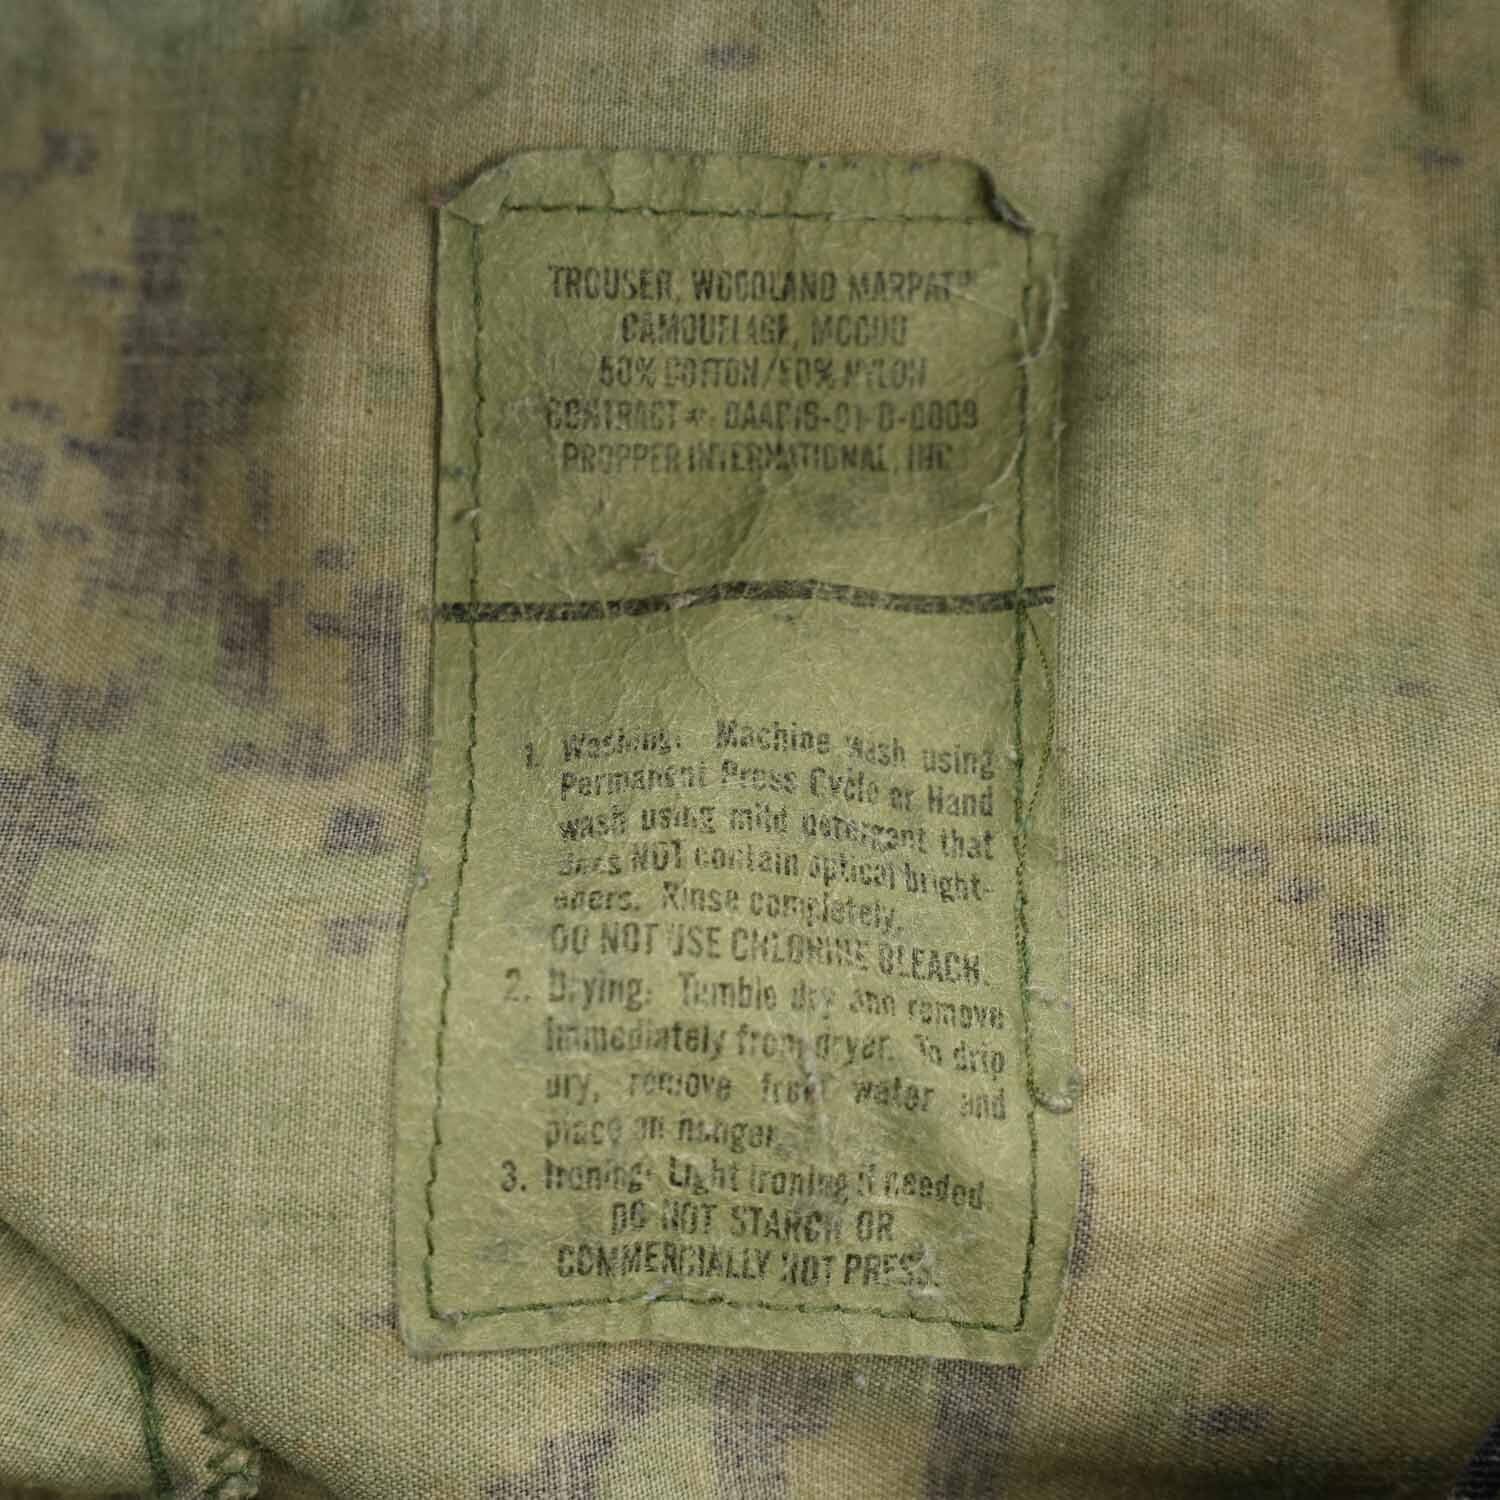 TROUSER, WOODLAND MARPAT
CAMOUFLAGE, MCCUU
50% COTTON/50% NYLON
CONTRACT #: 0009
PROPPER INTERNATIONAL, INC.
1. Washing: Machine wash using
Permanent Press Cycle or Hand
wash using mild detergent that
does NOT contain optical bright-
eners. Rinse completely.
DO NOT USE CHLORINE BLEACH.
2. Drying: Tumble dry and remove
immediately from dryer. To drip
dry, remove from water and
place on hanger.
3. Ironing: Light ironing if needed
DO NOT STARCH OR
COMMERCIALLY HOT PRESS.